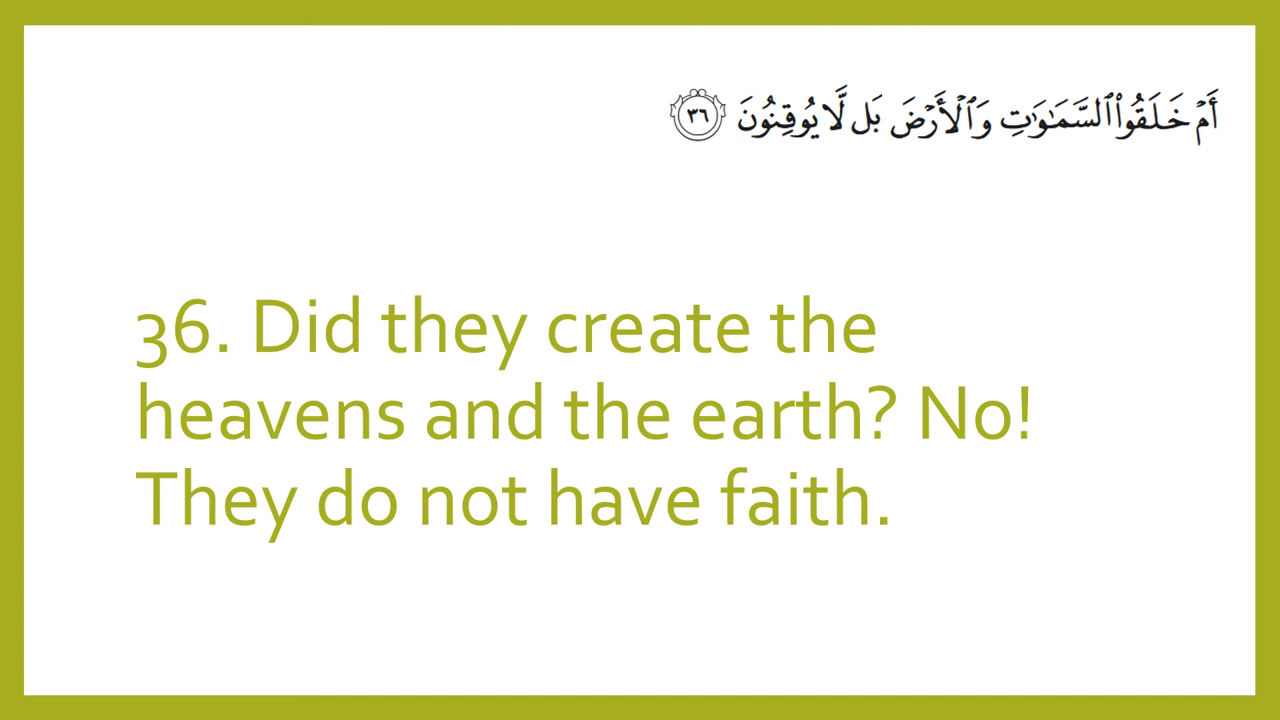 أَمْ خَلَقُوا۟ ٱلسَّمَـٰوَٰتِ وَٱلْأَرْضَ بَل لَّا يُوقِنُونَ ٣٦
36. Did they create the
heavens and the earth? No!
They do not have faith.